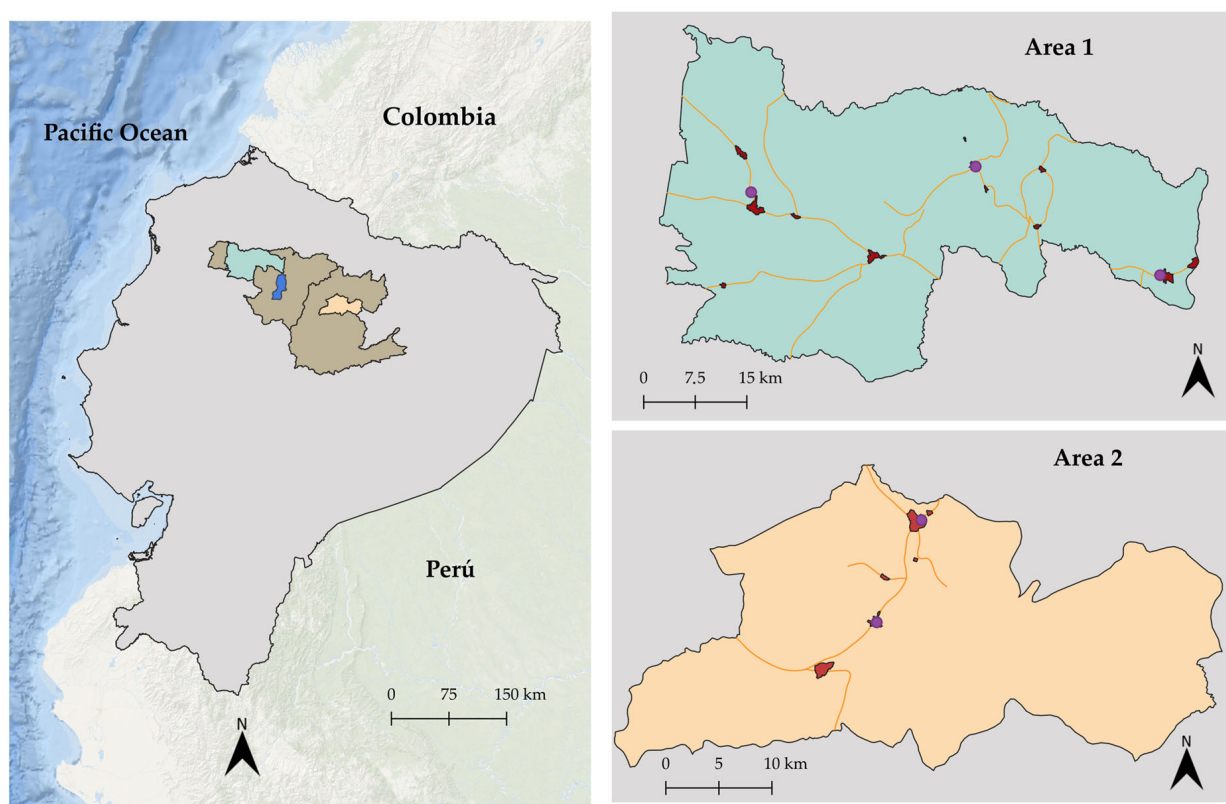 Pacific Ocean
Colombia
Perú
0 75 150 km
N
Area 1
0 7.5 15 km
N
Area 2
0 5 10 km
N